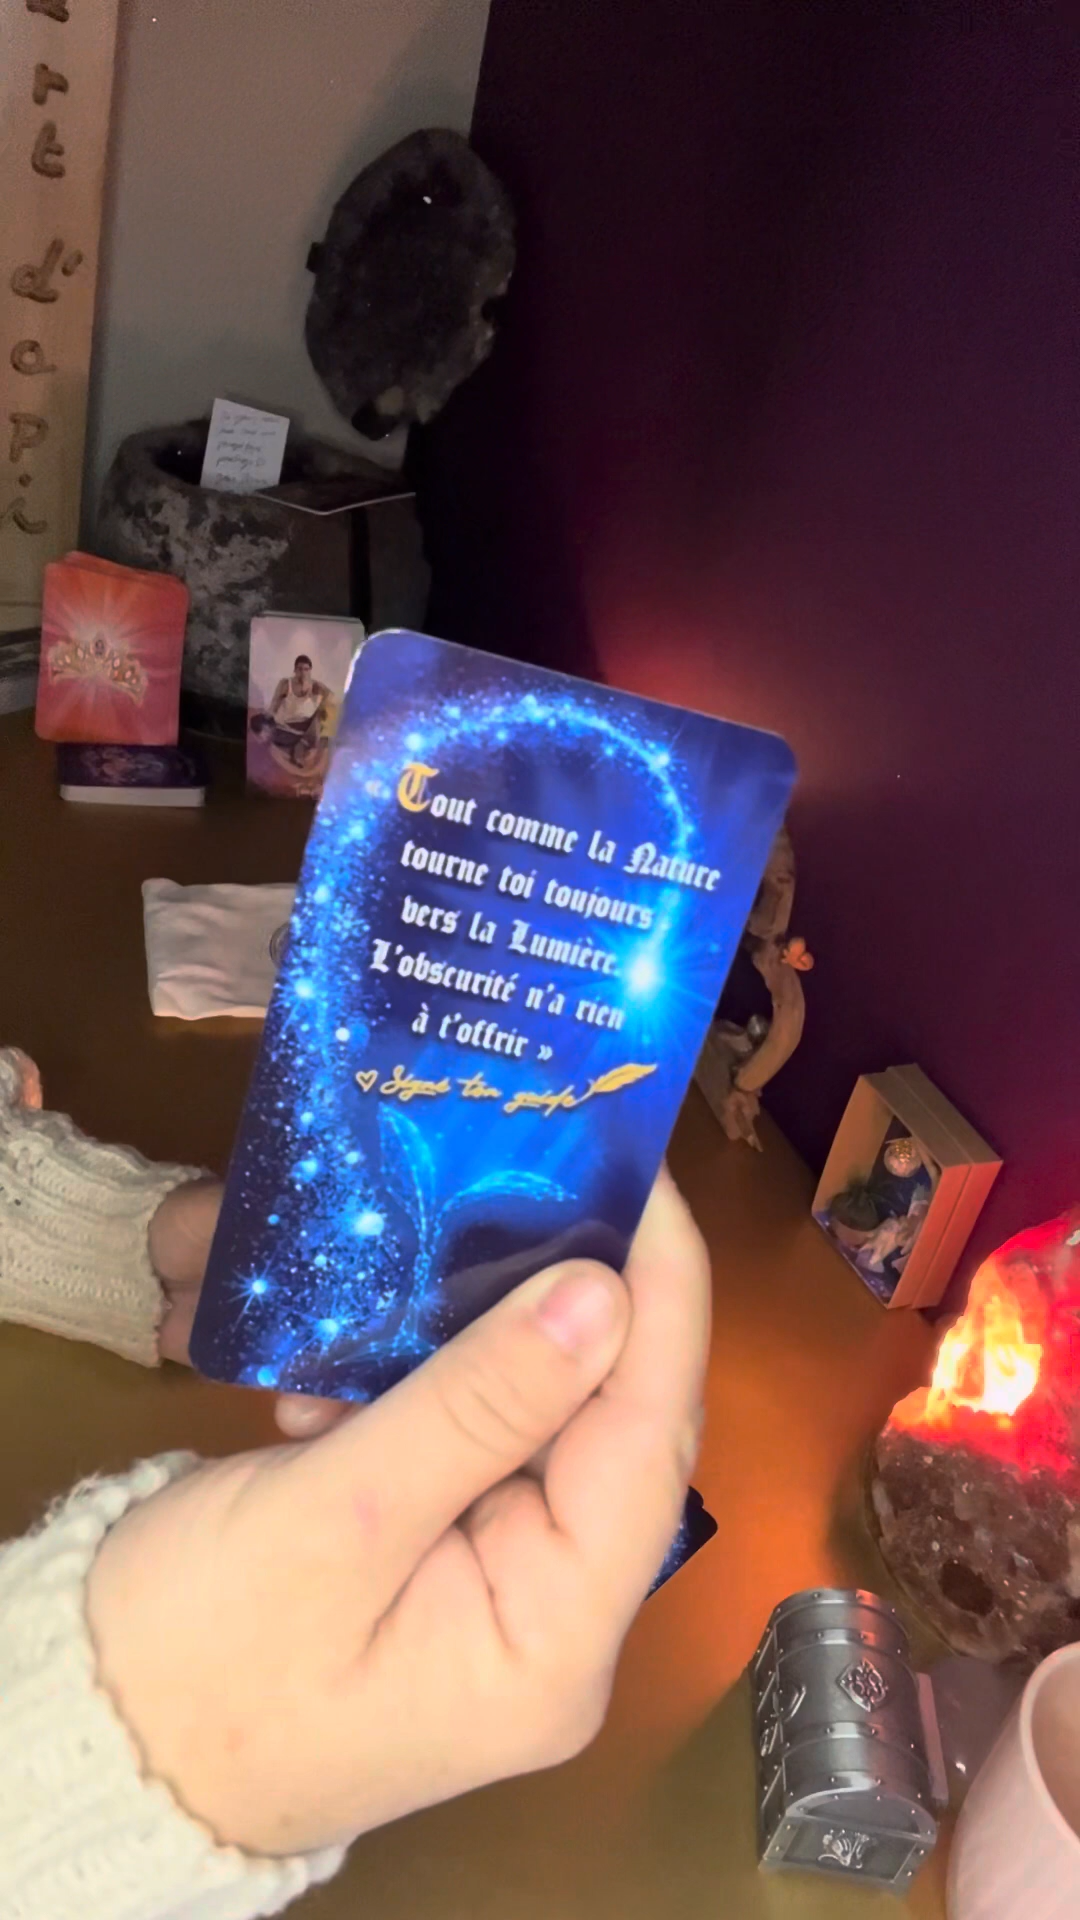 « Tout comme la Nature
tourne toi toujours
vers la Lumière.
L'obscurité n'a rien
à t'offrir »
♡ Signé ton guide
r
t
d'
o
p
i